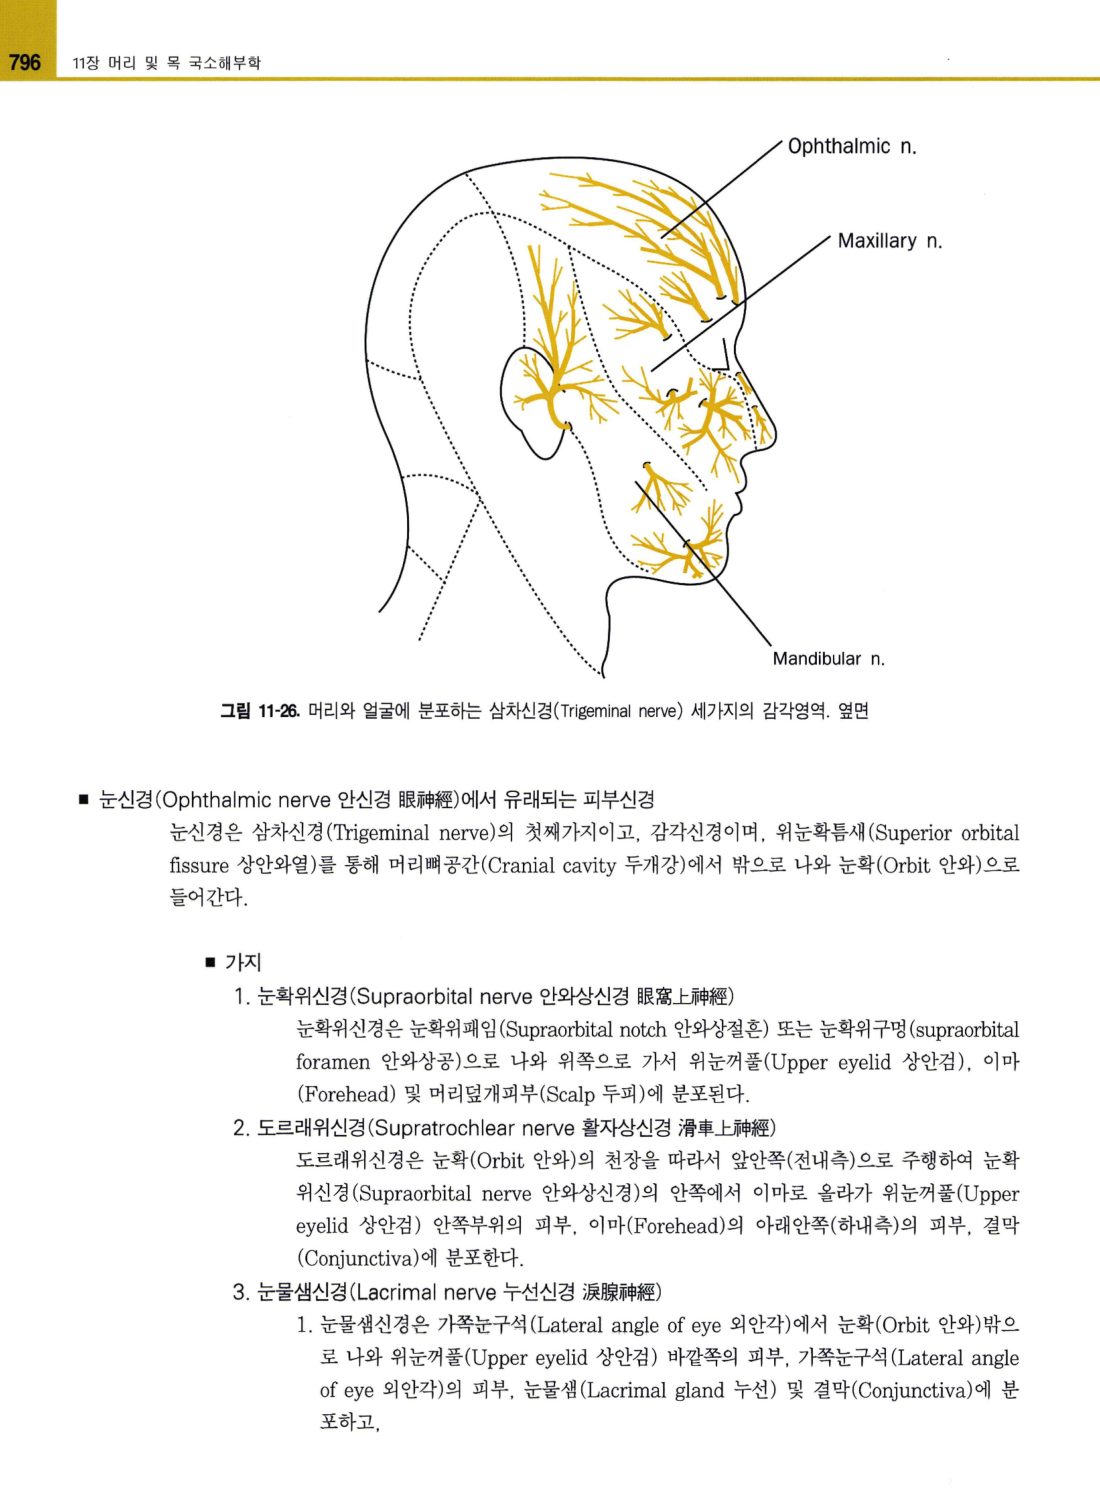 796
11장 머리 및 목 국소해부학
Ophthalmic n.
Maxillary n.
Mandibular n.
그림 11-26. 머리와 얼굴에 분포하는 삼차신경(Trigeminal nerve) 세가지의 감각영역. 옆면
■ 눈신경(Ophthalmic nerve 안신경 眼神經)에서 유래되는 피부신경
눈신경은 삼차신경(Trigeminal nerve)의 첫째가지이고, 감각신경이며, 위눈확틈새(Superior orbital
fissure 상안와열)를 통해 머리뼈공간(Cranial cavity 두개강)에서 밖으로 나와 눈확(Orbit 안와)으로
들어간다.
■ 가지
1. 눈확위신경(Supraorbital nerve 안와상신경 眼窩上神經)
눈확위신경은 눈확위패임(Supraorbital notch 안와상절흔) 또는 눈확위구멍(supraorbital
foramen 안와상공)으로 나와 위쪽으로 가서 위눈꺼풀(Upper eyelid 상안검), 이마
(Forehead) 및 머리덮개피부(Scalp 두피)에 분포된다.
2. 도르래위신경(Supratrochlear nerve 활자상신경 滑車上神經)
도르래위신경은 눈확(Orbit 안와)의 천장을 따라서 앞안쪽(전내측)으로 주행하여 눈확
위신경(Supraorbital nerve 안와상신경)의 안쪽에서 이마로 올라가 위눈꺼풀(Upper
eyelid 상안검) 안쪽부위의 피부, 이마(Forehead)의 아래안쪽(하내측)의 피부, 결막
(Conjunctiva)에 분포한다.
3. 눈물샘신경(Lacrimal nerve 누선신경 淚腺神經)
1. 눈물샘신경은 가쪽눈구석(Lateral angle of eye 외안각)에서 눈확(Orbit 안와)밖으
로 나와 위눈꺼풀(Upper eyelid 상안검) 바깥쪽의 피부, 가쪽눈구석(Lateral angle
of eye 외안각)의 피부, 눈물샘(Lacrimal gland 누선) 및 결막(Conjunctiva)에 분
포하고,